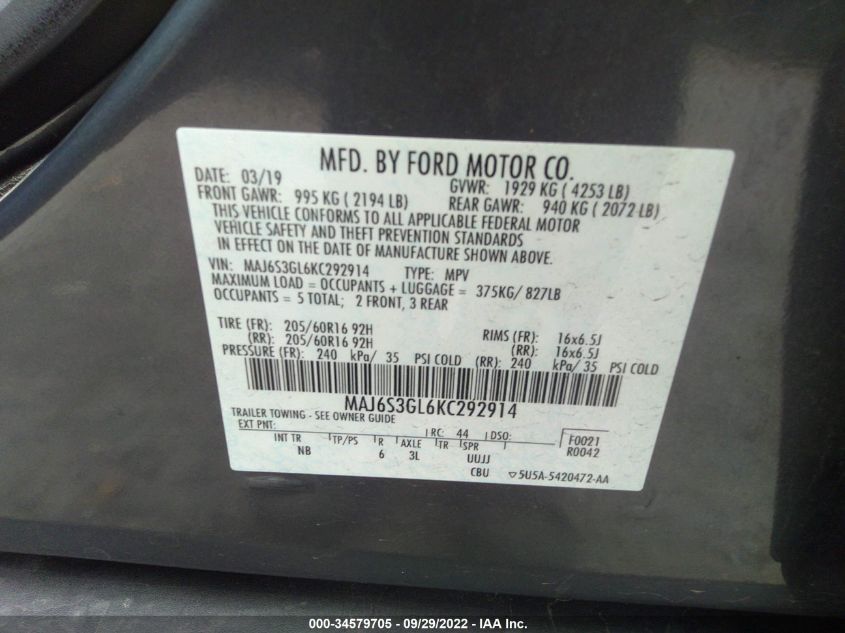 MFD. BY FORD MOTOR CO.
DATE: 03/19 GVWR: 1929 KG ( 4253 LB)
FRONT GAWR: 995 KG ( 2194 LB) REAR GAWR: 940 KG ( 2072 LB)
THIS VEHICLE CONFORMS TO ALL APPLICABLE FEDERAL MOTOR
VEHICLE SAFETY AND THEFT PREVENTION STANDARDS
IN EFFECT ON THE DATE OF MANUFACTURE SHOWN ABOVE.
VIN: MAJ6S3GL6KC292914 TYPE: MPV
MAXIMUM LOAD = OCCUPANTS + LUGGAGE = 375KG/ 827LB
OCCUPANTS = 5 TOTAL; 2 FRONT, 3 REAR
TIRE (FR): 205/60R16 92H RIMS (FR): 16x6.5J
(RR): 205/60R16 92H (RR): 16x6.5J
PRESSURE (FR): 240 kPa/ 35 PSI COLD (RR): 240 kPa/ 35 PSI COLD
MAJ6S3GL6KC292914
TRAILER TOWING - SEE OWNER GUIDE
EXT PNT: RC: 44 DSO: F0021
R0042
INT TR TP/PS R AXLE TR SPR
NB 6 3L UUJJ
CBU 5U5A-5420472-AA
000-34579705 - 09/29/2022 - IAA Inc.